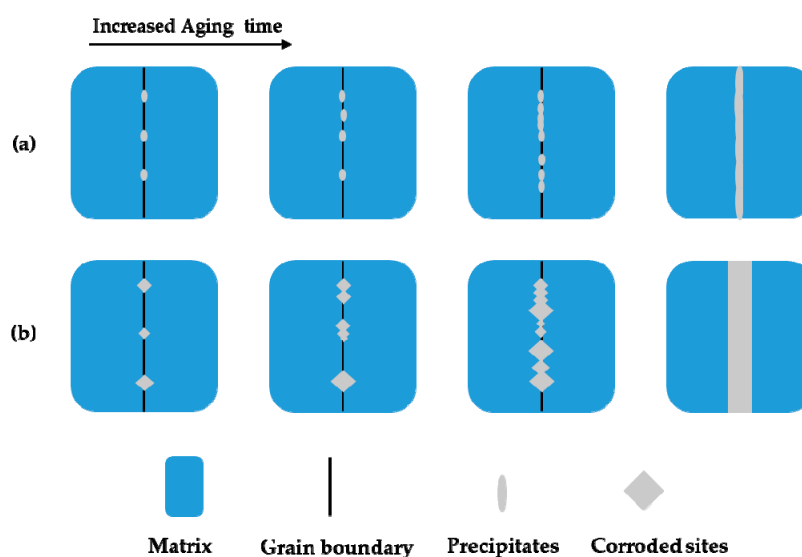 Increased Aging time
(a)
(b)
Matrix Grain boundary Precipitates Corroded sites